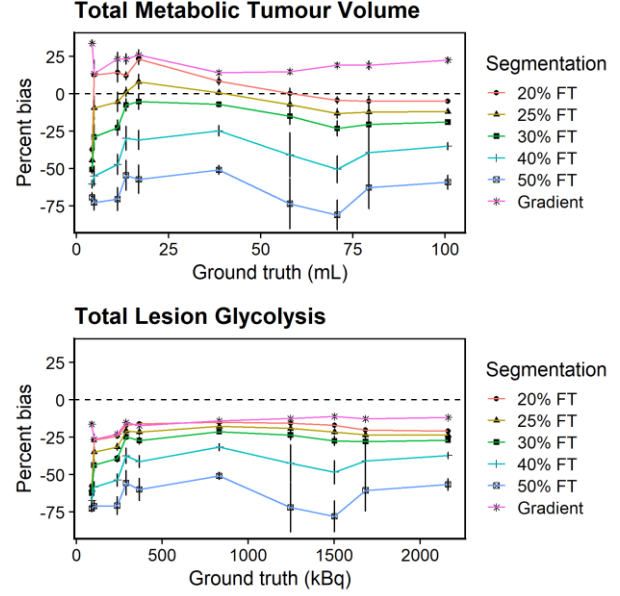 Total Metabolic Tumour Volume
25
0
-25
-50
-75
Percent bias
0 25 50 75 100
Ground truth (mL)
Segmentation
20% FT
25% FT
30% FT
40% FT
50% FT
Gradient
Total Lesion Glycolysis
25
0
-25
-50
-75
Percent bias
0 500 1000 1500 2000
Ground truth (kBq)
Segmentation
20% FT
25% FT
30% FT
40% FT
50% FT
Gradient